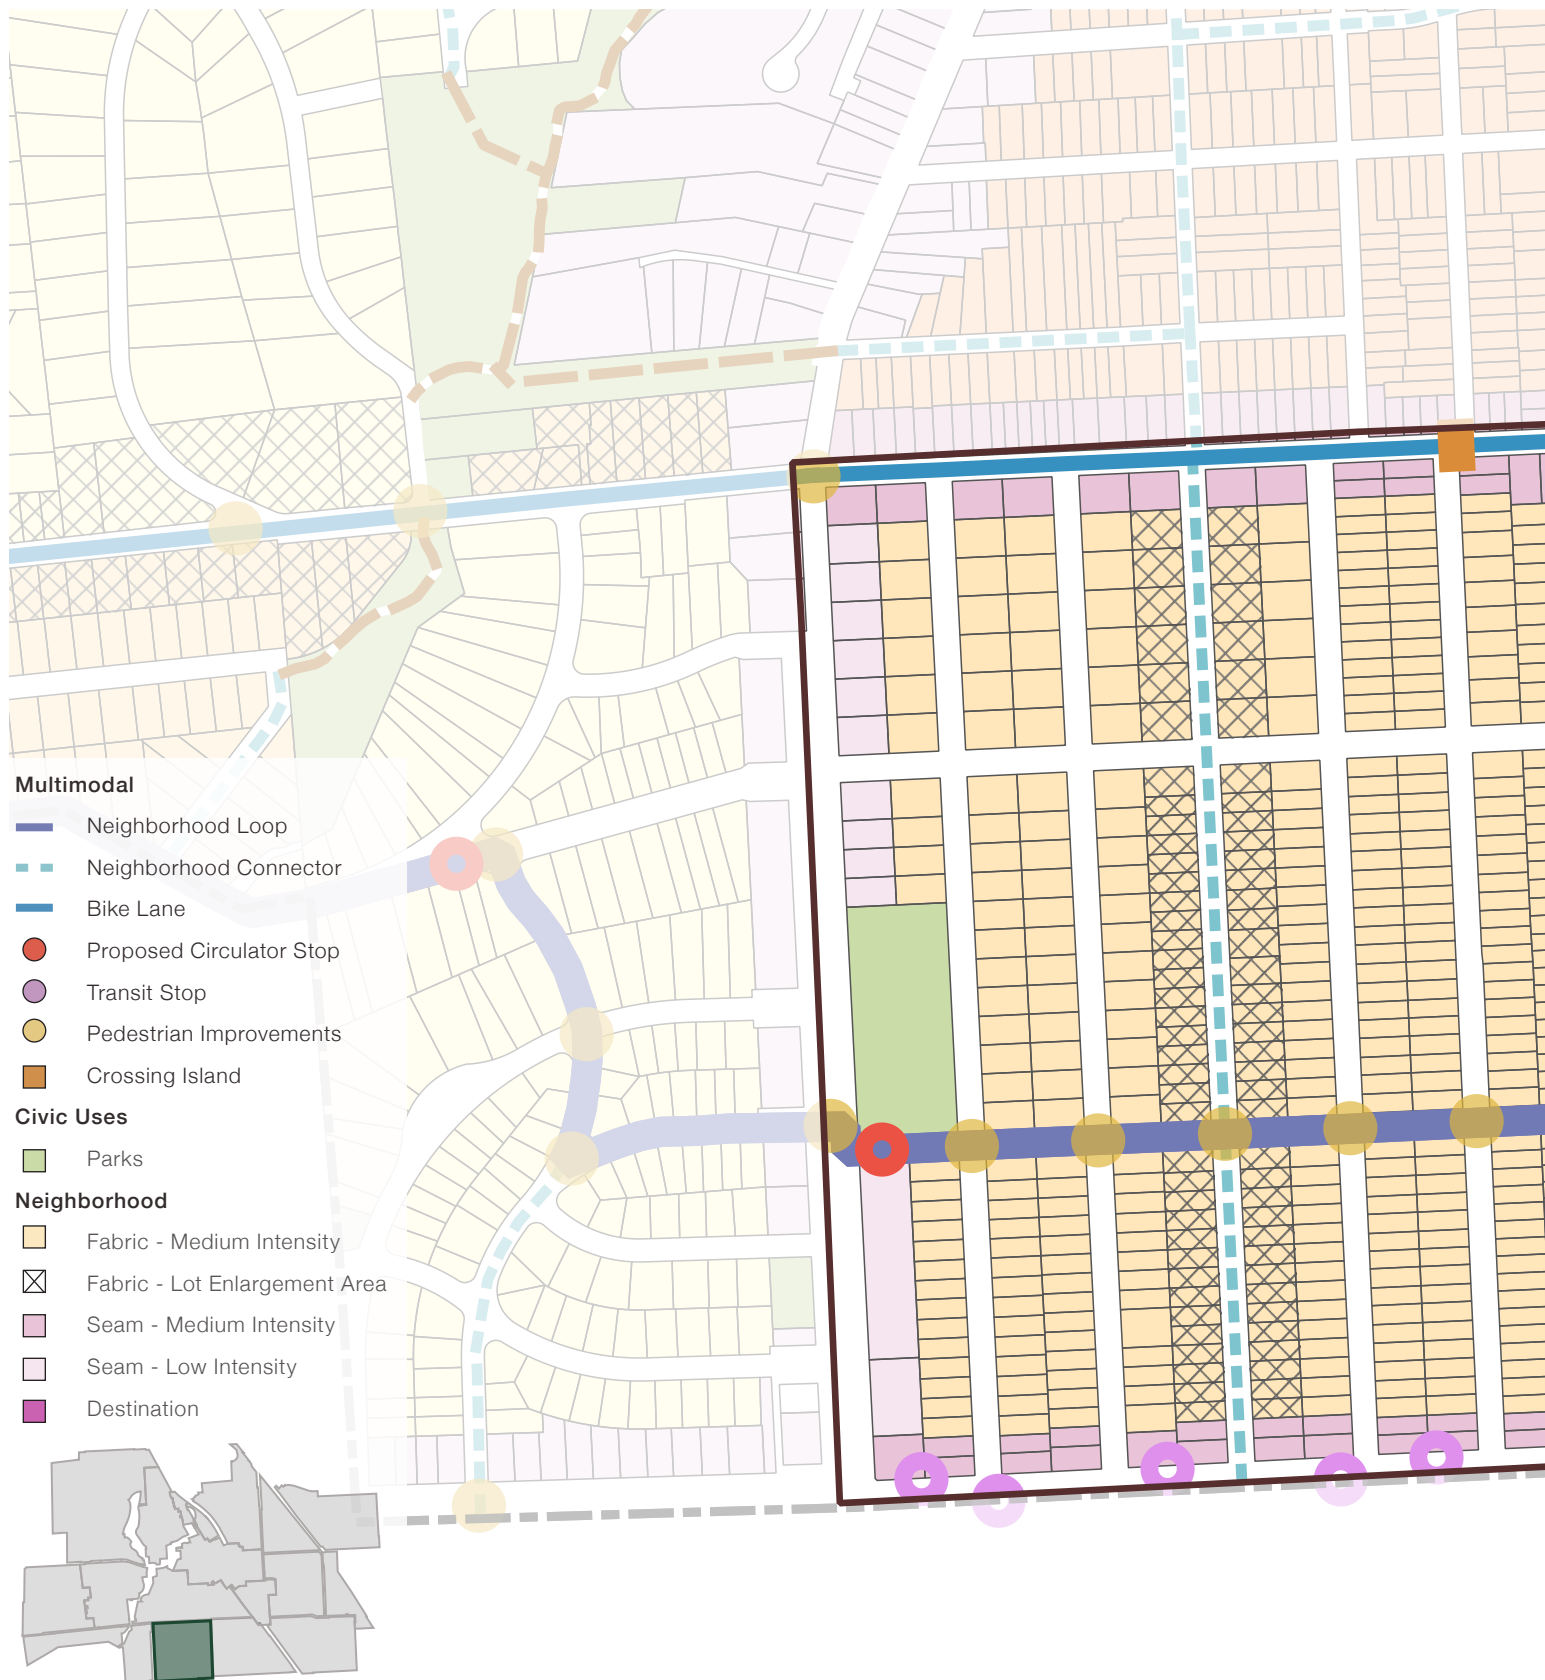 Multimodal
Neighborhood Loop
Neighborhood Connector
Bike Lane
Proposed Circulator Stop
Transit Stop
Pedestrian Improvements
Crossing Island
Civic Uses
Parks
Neighborhood
Fabric - Medium Intensity
Fabric - Lot Enlargement Area
Seam - Medium Intensity
Seam - Low Intensity
Destination